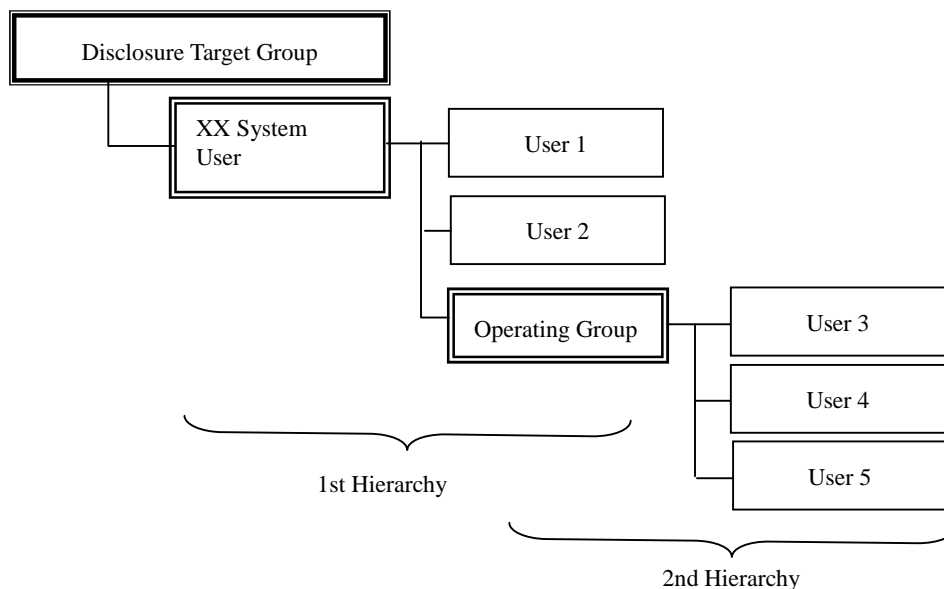 Disclosure Target Group
XX System
User
User 1
User 2
Operating Group
User 3
User 4
User 5
1st Hierarchy
2nd Hierarchy